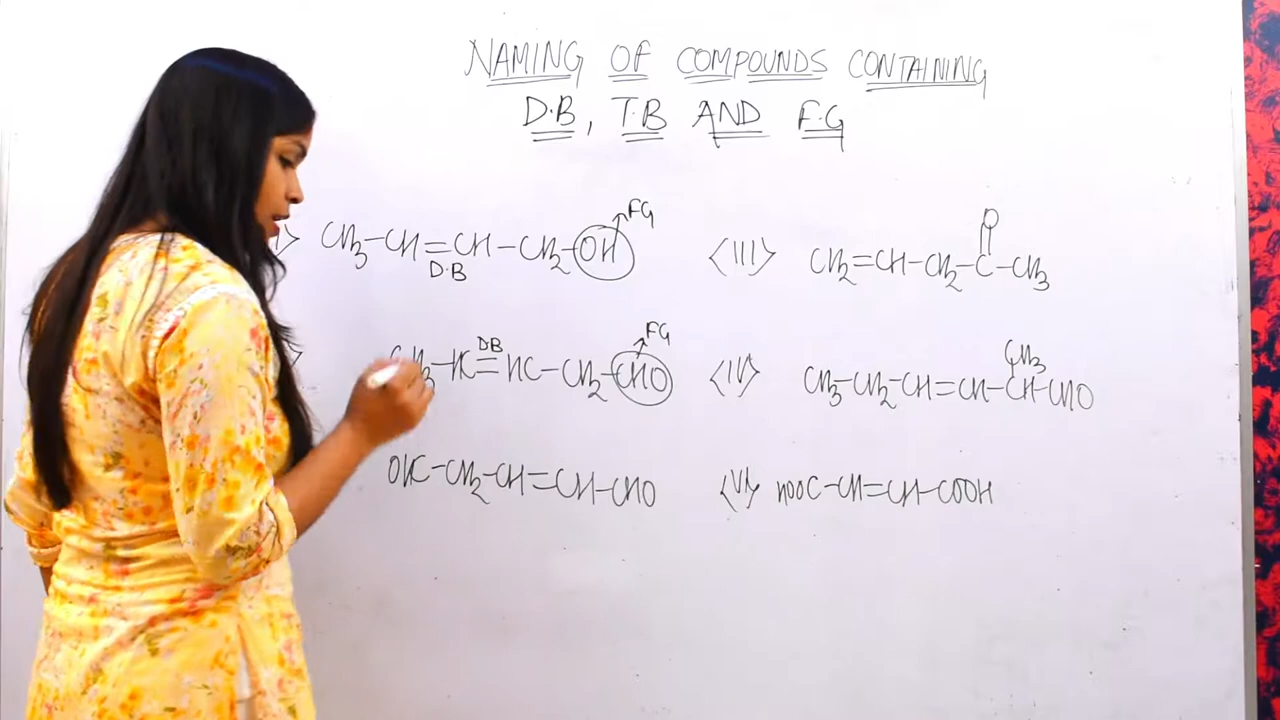 NAMING OF COMPOUNDS CONTAINING
D.B, T.B AND F.G
FG
CH3-CH=CH-CH2-OH
D.B
O
<III> CH2=CH-CH2-C-CH3
FG
DB
CH3-HC=HC-CH2-CHO
CH3
<IV> CH3-CH2-CH=CH-CH-CHO
OHC-CH2-CH=CH-CHO
<VI> HOOC-CH=CH-COOH